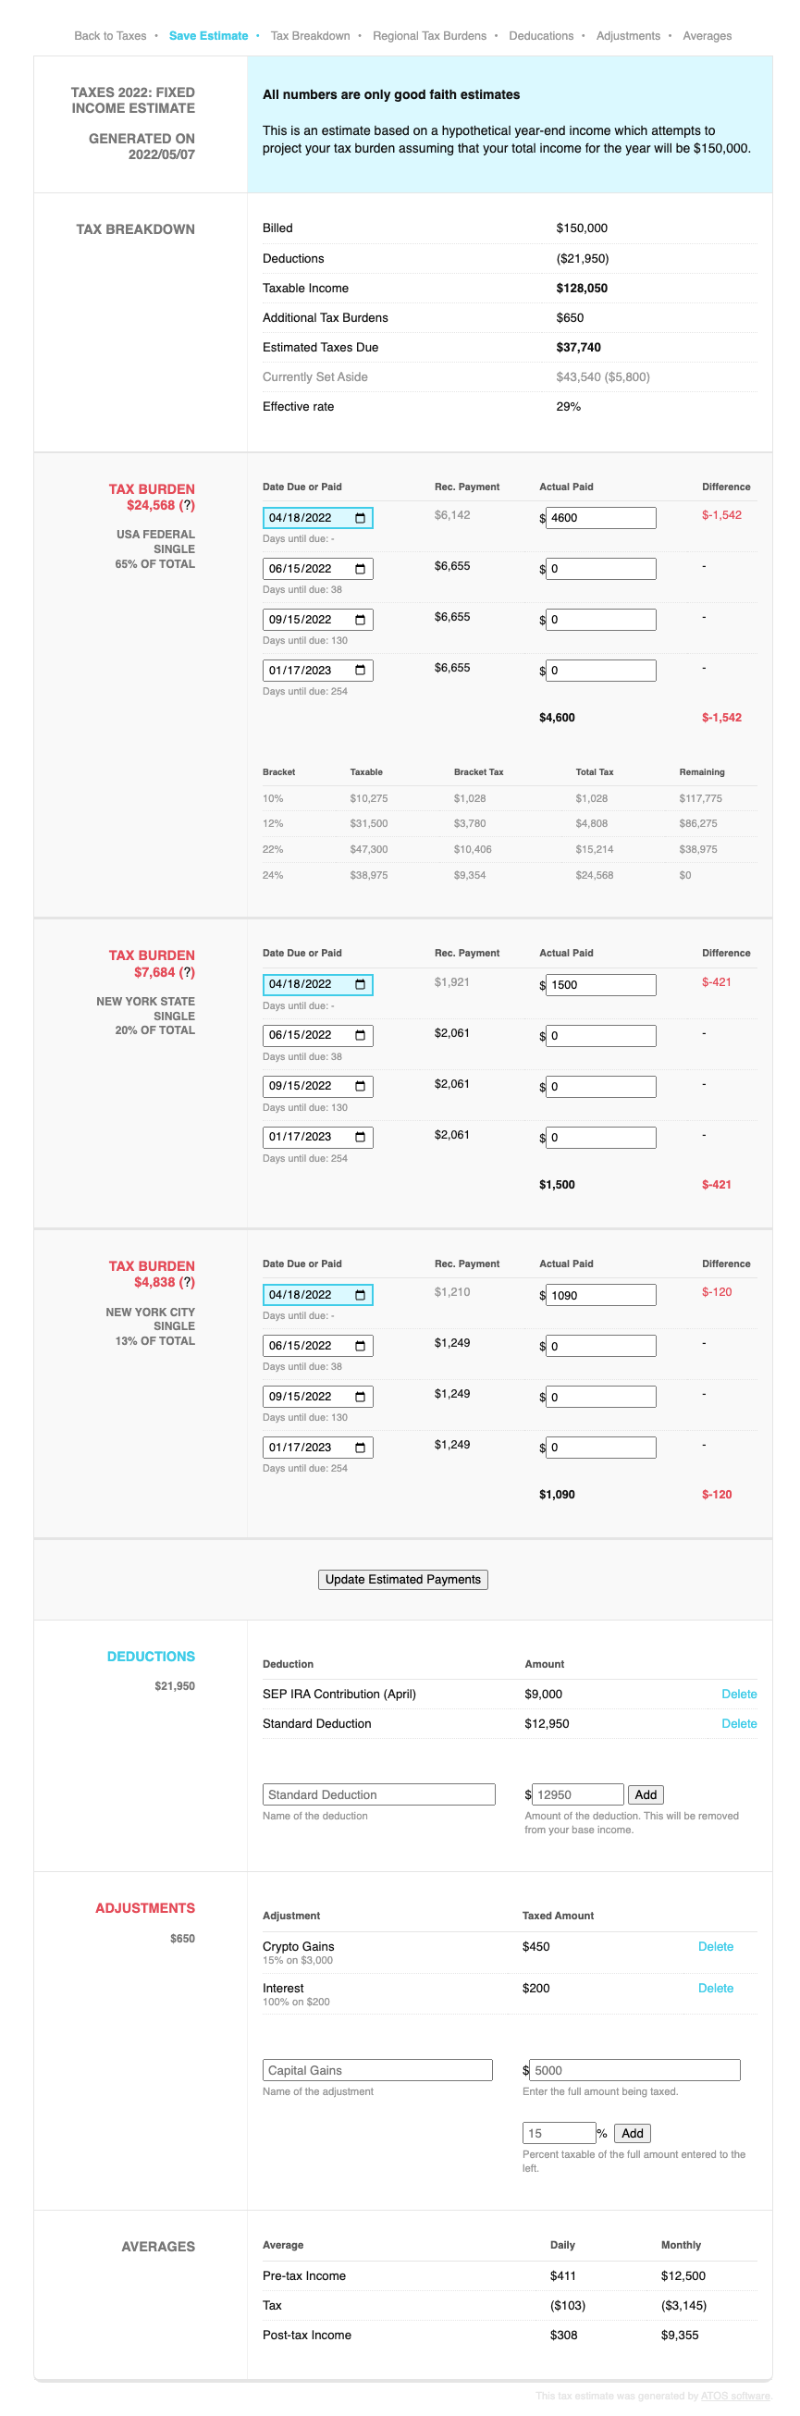 Back to Taxes • Save Estimate • Tax Breakdown • Regional Tax Burdens • Deducations • Adjustments • Averages
TAXES 2022: FIXED
INCOME ESTIMATE
GENERATED ON
2022/05/07
All numbers are only good faith estimates
This is an estimate based on a hypothetical year-end income which attempts to
project your tax burden assuming that your total income for the year will be $150,000.
TAX BREAKDOWN
Billed $150,000
Deductions ($21,950)
Taxable Income $128,050
Additional Tax Burdens $650
Estimated Taxes Due $37,740
Currently Set Aside $43,540 ($5,800)
Effective rate 29%
TAX BURDEN
$24,568 (?)
USA FEDERAL
SINGLE
65% OF TOTAL
Date Due or Paid Rec. Payment Actual Paid Difference
04/18/2022 $6,142 $ 4600 $-1,542
Days until due: -
06/15/2022 $6,655 $ 0 -
Days until due: 38
09/15/2022 $6,655 $ 0 -
Days until due: 130
01/17/2023 $6,655 $ 0 -
Days until due: 254
$4,600 $-1,542
Bracket Taxable Bracket Tax Total Tax Remaining
10% $10,275 $1,028 $1,028 $117,775
12% $31,500 $3,780 $4,808 $86,275
22% $47,300 $10,406 $15,214 $38,975
24% $38,975 $9,354 $24,568 $0
TAX BURDEN
$7,684 (?)
NEW YORK STATE
SINGLE
20% OF TOTAL
Date Due or Paid Rec. Payment Actual Paid Difference
04/18/2022 $1,921 $ 1500 $-421
Days until due: -
06/15/2022 $2,061 $ 0 -
Days until due: 38
09/15/2022 $2,061 $ 0 -
Days until due: 130
01/17/2023 $2,061 $ 0 -
Days until due: 254
$1,500 $-421
TAX BURDEN
$4,838 (?)
NEW YORK CITY
SINGLE
13% OF TOTAL
Date Due or Paid Rec. Payment Actual Paid Difference
04/18/2022 $1,210 $ 1090 $-120
Days until due: -
06/15/2022 $1,249 $ 0 -
Days until due: 38
09/15/2022 $1,249 $ 0 -
Days until due: 130
01/17/2023 $1,249 $ 0 -
Days until due: 254
$1,090 $-120
Update Estimated Payments
DEDUCTIONS
$21,950
Deduction Amount
SEP IRA Contribution (April) $9,000 Delete
Standard Deduction $12,950 Delete
Standard Deduction $ 12950 Add
Name of the deduction
Amount of the deduction. This will be removed
from your base income.
ADJUSTMENTS
$650
Adjustment Taxed Amount
Crypto Gains $450 Delete
15% on $3,000
Interest $200 Delete
100% on $200
Capital Gains $ 5000
Name of the adjustment Enter the full amount being taxed.
15 % Add
Percent taxable of the full amount entered to the
left.
AVERAGES
Average Daily Monthly
Pre-tax Income $411 $12,500
Tax ($103) ($3,145)
Post-tax Income $308 $9,355
This tax estimate was generated by ATOS software.